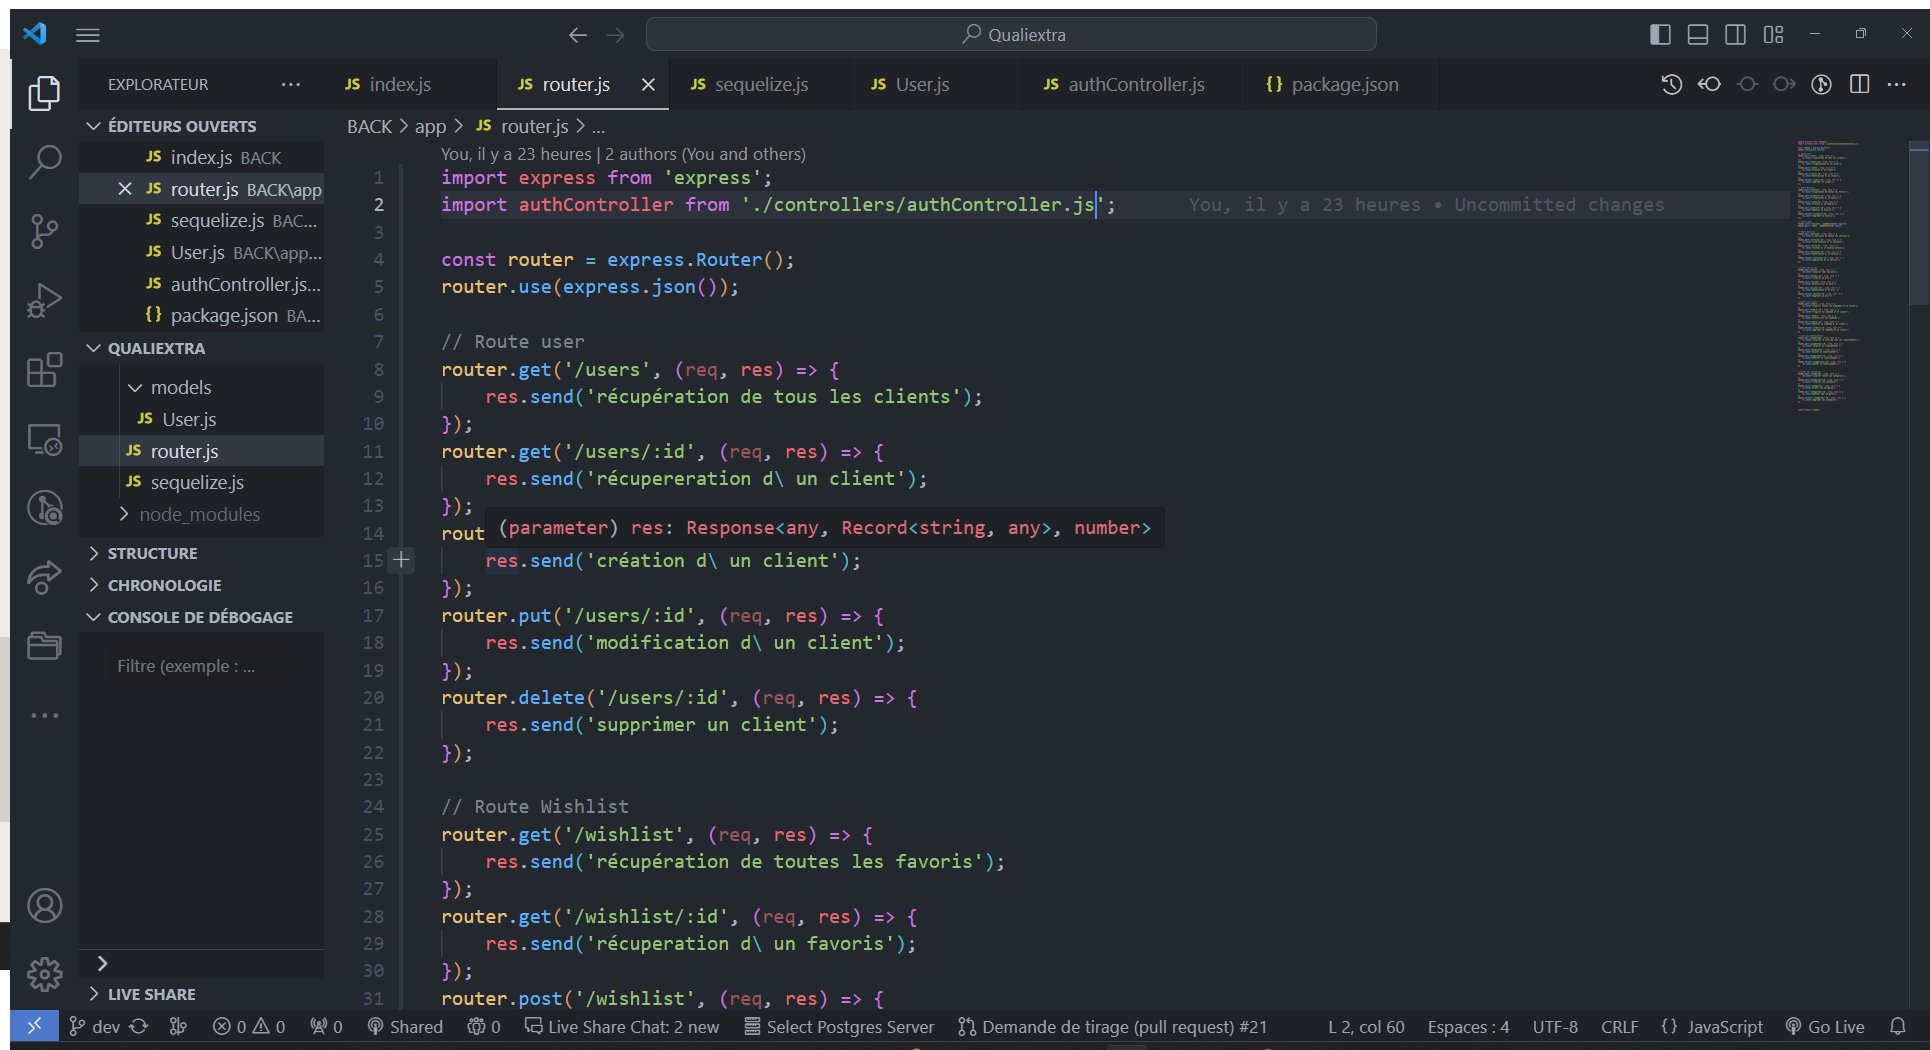 Qualiextra
EXPLORATEUR
JS index.js
JS router.js
JS sequelize.js
JS User.js
JS authController.js
{} package.json
ÉDITEURS OUVERTS
JS index.js BACK
JS router.js BACK\app
JS sequelize.js BAC...
JS User.js BACK\app...
JS authController.js...
{} package.json BA...
QUALIEXTRA
models
JS User.js
JS router.js
JS sequelize.js
node_modules
STRUCTURE
CHRONOLOGIE
CONSOLE DE DÉBOGAGE
Filtre (exemple : ...
LIVE SHARE
BACK > app > JS router.js > ...
You, il y a 23 heures | 2 authors (You and others)
1 import express from 'express';
2 import authController from './controllers/authController.js'; You, il y a 23 heures • Uncommitted changes
3
4 const router = express.Router();
5 router.use(express.json());
6
7 // Route user
8 router.get('/users', (req, res) => {
9 res.send('récupération de tous les clients');
10 });
11 router.get('/users/:id', (req, res) => {
12 res.send('récupereration d\ un client');
13 });
14 rout
(parameter) res: Response<any, Record<string, any>, number>
15 res.send('création d\ un client');
16 });
17 router.put('/users/:id', (req, res) => {
18 res.send('modification d\ un client');
19 });
20 router.delete('/users/:id', (req, res) => {
21 res.send('supprimer un client');
22 });
23
24 // Route Wishlist
25 router.get('/wishlist', (req, res) => {
26 res.send('récupération de toutes les favoris');
27 });
28 router.get('/wishlist/:id', (req, res) => {
29 res.send('récuperation d\ un favoris');
30 });
31 router.post('/wishlist', (req, res) => {
dev 0 0 0 Shared 0 Live Share Chat: 2 new Select Postgres Server Demande de tirage (pull request) #21 L 2, col 60 Espaces : 4 UTF-8 CRLF {} JavaScript Go Live